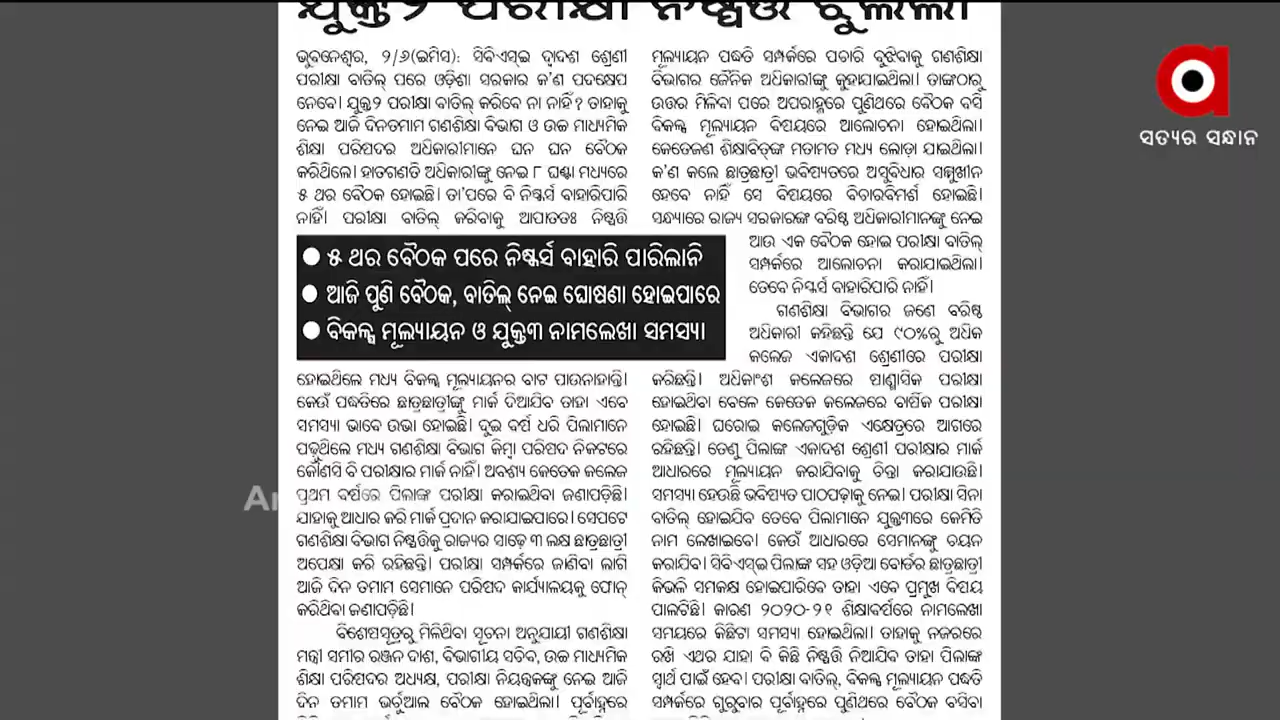 ଯୁକ୍ତ୨ ପରୀକ୍ଷା ନିଷ୍ପତ୍ତି ଝୁଲିଲା
ଭୁବନେଶ୍ୱର, ୨/୬(ଇମିସ): ସିବିଏସ୍ଇ ଦ୍ୱାଦଶ ଶ୍ରେଣୀ
ପରୀକ୍ଷା ବାତିଲ୍ ପରେ ଓଡ଼ିଶା ସରକାର କ'ଣ ପଦକ୍ଷେପ
ନେବେ। ଯୁକ୍ତ୨ ପରୀକ୍ଷା ବାତିଲ୍ କରିବେ ନା ନାହିଁ? ତାହାକୁ
ନେଇ ଆଜି ଦିନତମାମ ଗଣଶିକ୍ଷା ବିଭାଗ ଓ ଉଚ୍ଚ ମାଧ୍ୟମିକ
ଶିକ୍ଷା ପରିଷଦର ଅଧିକାରୀମାନେ ଘନ ଘନ ବୈଠକ
କରିଥିଲେ। ହାତଗଣତି ଅଧିକାରୀଙ୍କୁ ନେଇ ୮ ଘଣ୍ଟା ମଧ୍ୟରେ
୫ ଥର ବୈଠକ ହୋଇଛି। ତା'ପରେ ବି ନିଷ୍କର୍ସ ବାହାରିପାରି
ନାହିଁ। ପରୀକ୍ଷା ବାତିଲ୍ କରିବାକୁ ଆପାତତଃ ନିଷ୍ପତ୍ତି
● ୫ ଥର ବୈଠକ ପରେ ନିଷ୍କର୍ସ ବାହାରି ପାରିଲାନି
● ଆଜି ପୁଣି ବୈଠକ, ବାତିଲ୍ ନେଇ ଘୋଷଣା ହୋଇପାରେ
● ବିକଳ୍ପ ମୂଲ୍ୟାୟନ ଓ ଯୁକ୍ତ୩ ନାମଲେଖା ସମସ୍ୟା
ହୋଇଥିଲେ ମଧ୍ୟ ବିକଳ୍ପ ମୂଲ୍ୟାୟନର ବାଟ ପାଉନାହାନ୍ତି।
କେଉଁ ପଦ୍ଧତିରେ ଛାତ୍ରଛାତ୍ରୀଙ୍କୁ ମାର୍କ ଦିଆଯିବ ତାହା ଏବେ
ସମସ୍ୟା ଭାବେ ଉଭା ହୋଇଛି। ଦୁଇ ବର୍ଷ ଧରି ପିଲାମାନେ
ପଢୁଥିଲେ ମଧ୍ୟ ଗଣଶିକ୍ଷା ବିଭାଗ କିମ୍ବା ପରିଷଦ ନିକଟରେ
କୌଣସି ବି ପରୀକ୍ଷାର ମାର୍କ ନାହିଁ। ଅବଶ୍ୟ କେତେକ କଲେଜ
ପ୍ରଥମ ବର୍ଷରେ ପିଲାଙ୍କ ପରୀକ୍ଷା କରାଇଥିବା ଜଣାପଡ଼ିଛି।
ଯାହାକୁ ଆଧାର କରି ମାର୍କ ପ୍ରଦାନ କରାଯାଇପାରେ। ସେପଟେ
ଗଣଶିକ୍ଷା ବିଭାଗ ନିଷ୍ପତ୍ତିକୁ ରାଜ୍ୟର ସାଢ଼େ ୩ ଲକ୍ଷ ଛାତ୍ରଛାତ୍ରୀ
ଅପେକ୍ଷା କରି ରହିଛନ୍ତି। ପରୀକ୍ଷା ସମ୍ପର୍କରେ ଜାଣିବା ଲାଗି
ଆଜି ଦିନ ତମାମ ସେମାନେ ପରିଷଦ କାର୍ଯ୍ୟାଳୟକୁ ଫୋନ୍
କରିଥିବା ଜଣାପଡ଼ିଛି।
ବିଶେଷସୂତ୍ରରୁ ମିଳିଥିବା ସୂଚନା ଅନୁଯାୟୀ ଗଣଶିକ୍ଷା
ମନ୍ତ୍ରୀ ସମୀର ରଞ୍ଜନ ଦାଶ, ବିଭାଗୀୟ ସଚିବ, ଉଚ୍ଚ ମାଧ୍ୟମିକ
ଶିକ୍ଷା ପରିଷଦର ଅଧ୍ୟକ୍ଷ, ପରୀକ୍ଷା ନିୟନ୍ତ୍ରକଙ୍କୁ ନେଇ ଆଜି
ଦିନ ତମାମ ଭର୍ଚୁଆଲ ବୈଠକ ହୋଇଥିଲା। ପୂର୍ବାହ୍ନରେ
ମୂଲ୍ୟାୟନ ପଦ୍ଧତି ସମ୍ପର୍କରେ ପଚାରି ବୁଝିବାକୁ ଗଣଶିକ୍ଷା
ବିଭାଗର ଜୈନିକ ଅଧିକାରୀଙ୍କୁ କୁହାଯାଇଥିଲା। ତାଙ୍କଠାରୁ
ଉତ୍ତର ମିଳିବା ପରେ ଅପରାହ୍ନରେ ପୁଣିଥରେ ବୈଠକ ବସି
ବିକଳ୍ପ ମୂଲ୍ୟାୟନ ବିଷୟରେ ଆଲୋଚନା ହୋଇଥିଲା।
କେତେଜଣ ଶିକ୍ଷାବିତ୍‌ଙ୍କ ମତାମତ ମଧ୍ୟ ଲୋଡ଼ା ଯାଇଥିଲା।
କ'ଣ କଲେ ଛାତ୍ରଛାତ୍ରୀ ଭବିଷ୍ୟତରେ ଅସୁବିଧାର ସମ୍ମୁଖୀନ
ହେବେ ନାହିଁ ସେ ବିଷୟରେ ବିଚାରବିମର୍ଶ ହୋଇଛି।
ସନ୍ଧ୍ୟାରେ ରାଜ୍ୟ ସରକାରଙ୍କ ବରିଷ୍ଠ ଅଧିକାରୀମାନଙ୍କୁ ନେଇ
ଆଉ ଏକ ବୈଠକ ହୋଇ ପରୀକ୍ଷା ବାତିଲ୍
ସମ୍ପର୍କରେ ଆଲୋଚନା କରାଯାଇଥିଲା।
ତେବେ ନିସ୍କର୍ସ ବାହାରିପାରି ନାହିଁ।
ଗଣଶିକ୍ଷା ବିଭାଗର ଜଣେ ବରିଷ୍ଠ
ଅଧିକାରୀ କହିଛନ୍ତି ଯେ ୯୦%ରୁ ଅଧିକ
କଲେଜ ଏକାଦଶ ଶ୍ରେଣୀରେ ପରୀକ୍ଷା
କରିଛନ୍ତି। ଅଧିକାଂଶ କଲେଜରେ ଷାଣ୍ମାସିକ ପରୀକ୍ଷା
ହୋଇଥିବା ବେଳେ କେତେକ କଲେଜରେ ବାର୍ଷିକ ପରୀକ୍ଷା
ହୋଇଛି। ଘରୋଇ କଲେଜଗୁଡ଼ିକ ଏକ୍ଷେତ୍ରରେ ଆଗରେ
ରହିଛନ୍ତି। ତେଣୁ ପିଲାଙ୍କ ଏକାଦଶ ଶ୍ରେଣୀ ପରୀକ୍ଷାର ମାର୍କ
ଆଧାରରେ ମୂଲ୍ୟାୟନ କରାଯିବାକୁ ଚିନ୍ତା କରାଯାଉଛି।
ସମସ୍ୟା ହେଉଛି ଭବିଷ୍ୟତ ପାଠପଢ଼ାକୁ ନେଇ। ପରୀକ୍ଷା ସିନା
ବାତିଲ୍ ହୋଇଯିବ ତେବେ ପିଲାମାନେ ଯୁକ୍ତ୩ରେ କେମିତି
ନାମ ଲେଖାଇବେ। କେଉଁ ଆଧାରରେ ସେମାନଙ୍କୁ ଚୟନ
କରାଯିବ। ସିବିଏସ୍ଇ ପିଲାଙ୍କ ସହ ଓଡ଼ିଆ ବୋର୍ଡର ଛାତ୍ରଛାତ୍ରୀ
କିଭଳି ସମକକ୍ଷ ହୋଇପାରିବେ ତାହା ଏବେ ପ୍ରମୁଖ ବିଷୟ
ପାଲଟିଛି। କାରଣ ୨୦୨୦-୨୧ ଶିକ୍ଷାବର୍ଷରେ ନାମଲେଖା
ସମୟରେ କିଛିଟା ସମସ୍ୟା ହୋଇଥିଲା। ତାହାକୁ ନଜରରେ
ରଖି ଏଥର ଯାହା ବି କିଛି ନିଷ୍ପତ୍ତି ନିଆଯିବ ତାହା ପିଲାଙ୍କ
ସ୍ୱାର୍ଥ ପାଇଁ ହେବ। ପରୀକ୍ଷା ବାତିଲ୍, ବିକଳ୍ପ ମୂଲ୍ୟାୟନ ପଦ୍ଧତି
ସମ୍ପର୍କରେ ଗୁରୁବାର ପୂର୍ବାହ୍ନରେ ପୁଣିଥରେ ବୈଠକ ବସିବା
ସତ୍ୟର ସନ୍ଧାନ